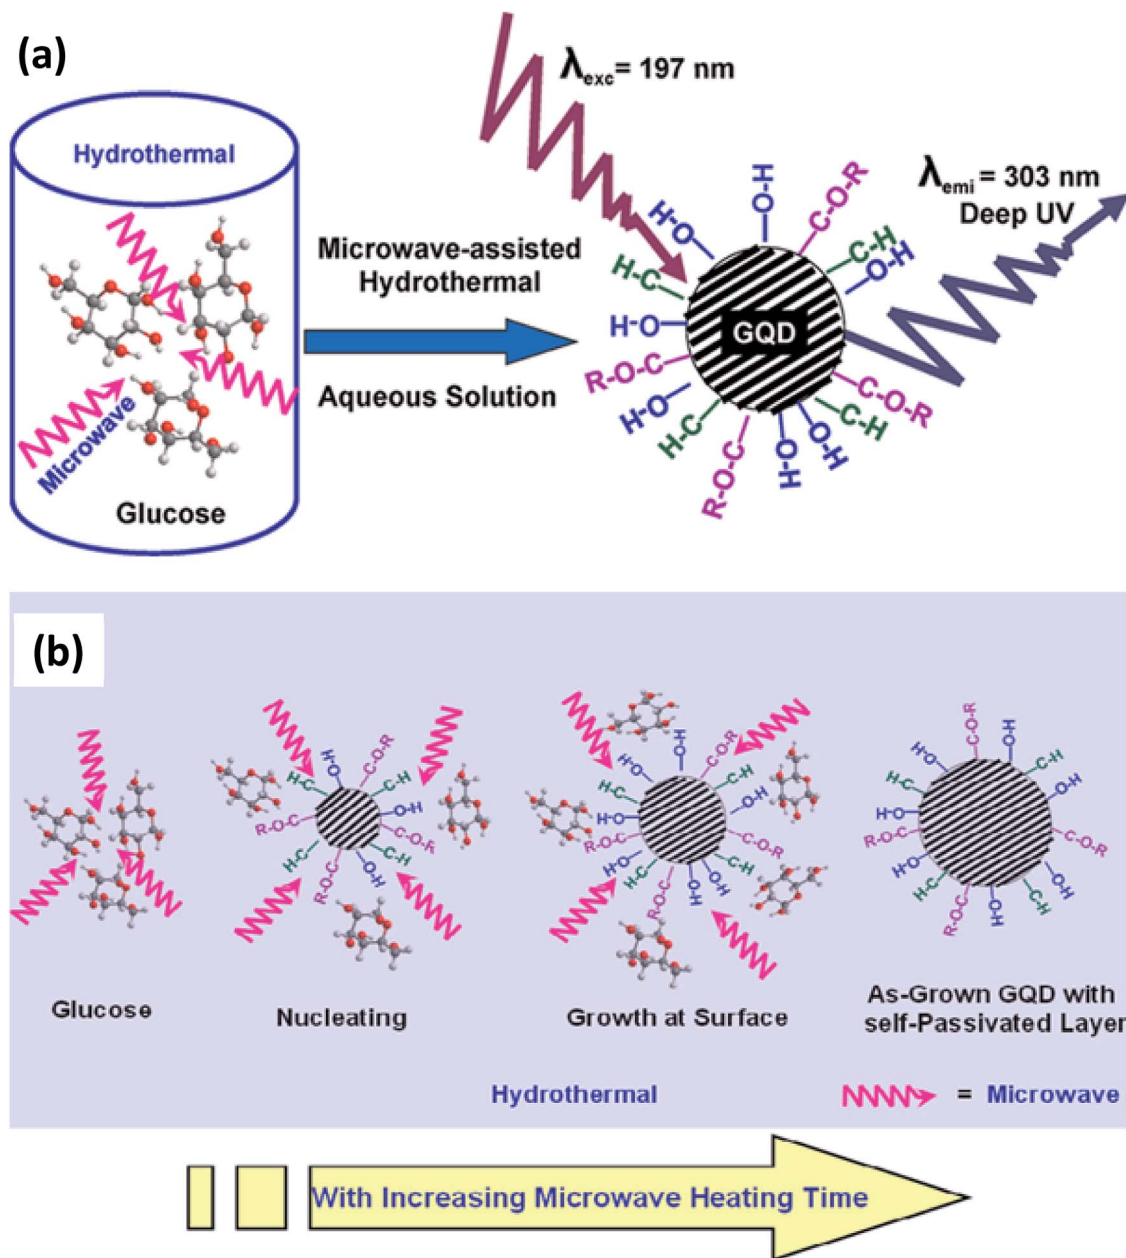 (a)
Hydrothermal
Microwave
Glucose
Microwave-assisted
Hydrothermal
Aqueous Solution
λexc = 197 nm
λemi = 303 nm
Deep UV
GQD
O-H
C-O-R
C-H
O-H
C-O-R
C-H
O-H
O-H
R-O-C
H-C
H-O
R-O-C
H-O
H-C
H-O
(b)
H-O
C-O-R
C-H
O-H
C-O-R
C-H
O-H
R-O-C
H-C
R-O-C
H-C
O-H
C-O-R
C-H
O-H
C-O-R
C-H
O-H
O-H
R-O-C
H-C
H-O
R-O-C
H-O
H-C
H-O
C-O-R
O-H
C-H
O-H
C-O-R
O-H
C-H
O-H
R-O-C
H-C
H-O
R-O-C
H-O
H-C
H-O
Glucose
Nucleating
Growth at Surface
As-Grown GQD with
self-Passivated Layer
Hydrothermal
= Microwave
With Increasing Microwave Heating Time